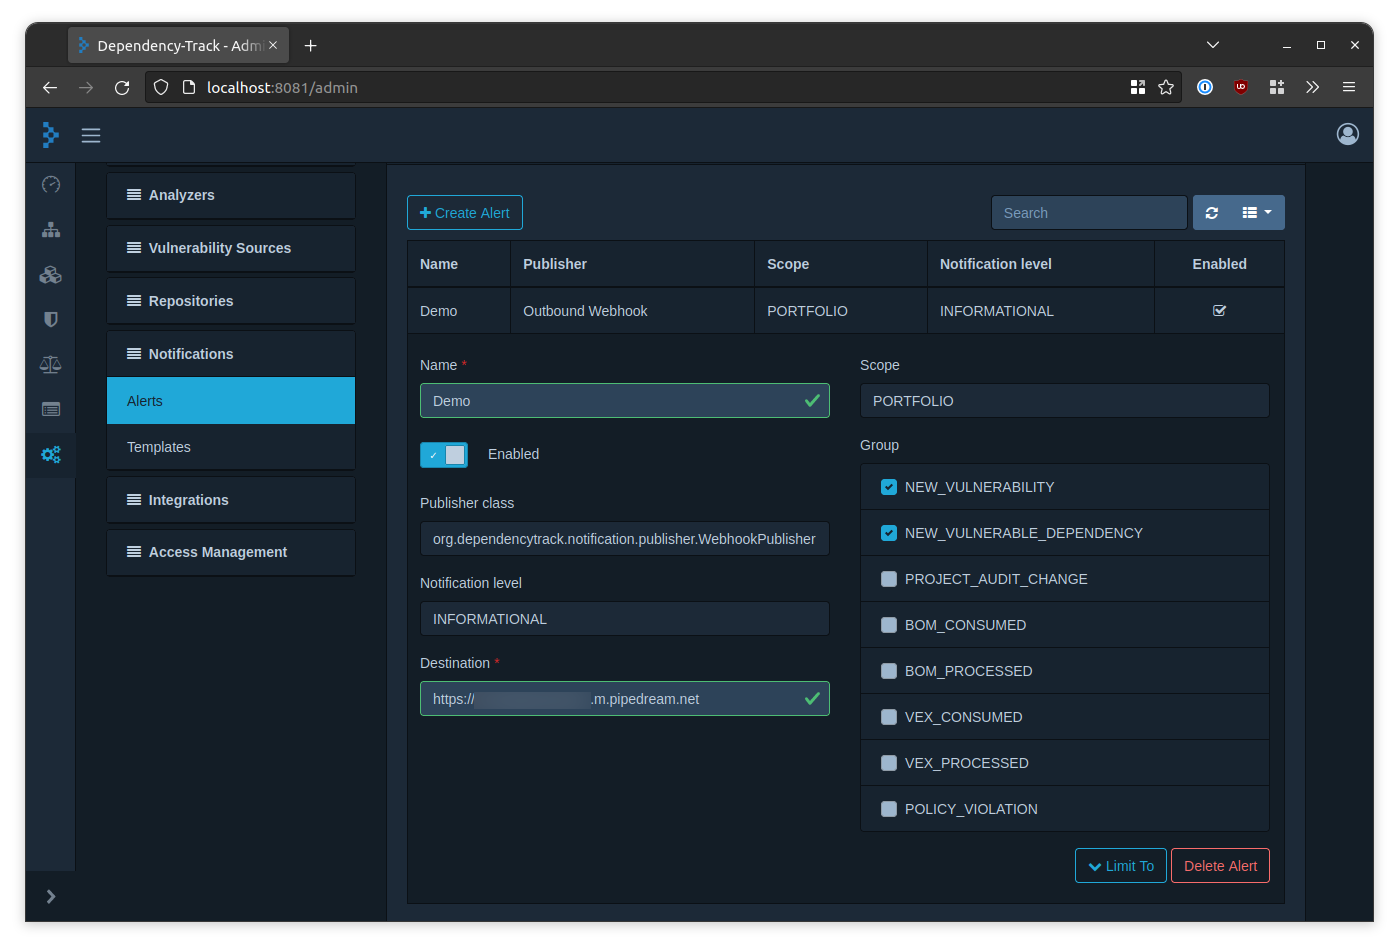 Dependency-Track - Admi
localhost:8081/admin
Analyzers
Vulnerability Sources
Repositories
Notifications
Alerts
Templates
Integrations
Access Management
Create Alert
Search
Name Publisher Scope Notification level Enabled
Demo Outbound Webhook PORTFOLIO INFORMATIONAL
Name *
Demo
Enabled
Publisher class
org.dependencytrack.notification.publisher.WebhookPublisher
Notification level
INFORMATIONAL
Destination *
https:// .m.pipedream.net
Scope
PORTFOLIO
Group
NEW_VULNERABILITY
NEW_VULNERABLE_DEPENDENCY
PROJECT_AUDIT_CHANGE
BOM_CONSUMED
BOM_PROCESSED
VEX_CONSUMED
VEX_PROCESSED
POLICY_VIOLATION
Limit To
Delete Alert